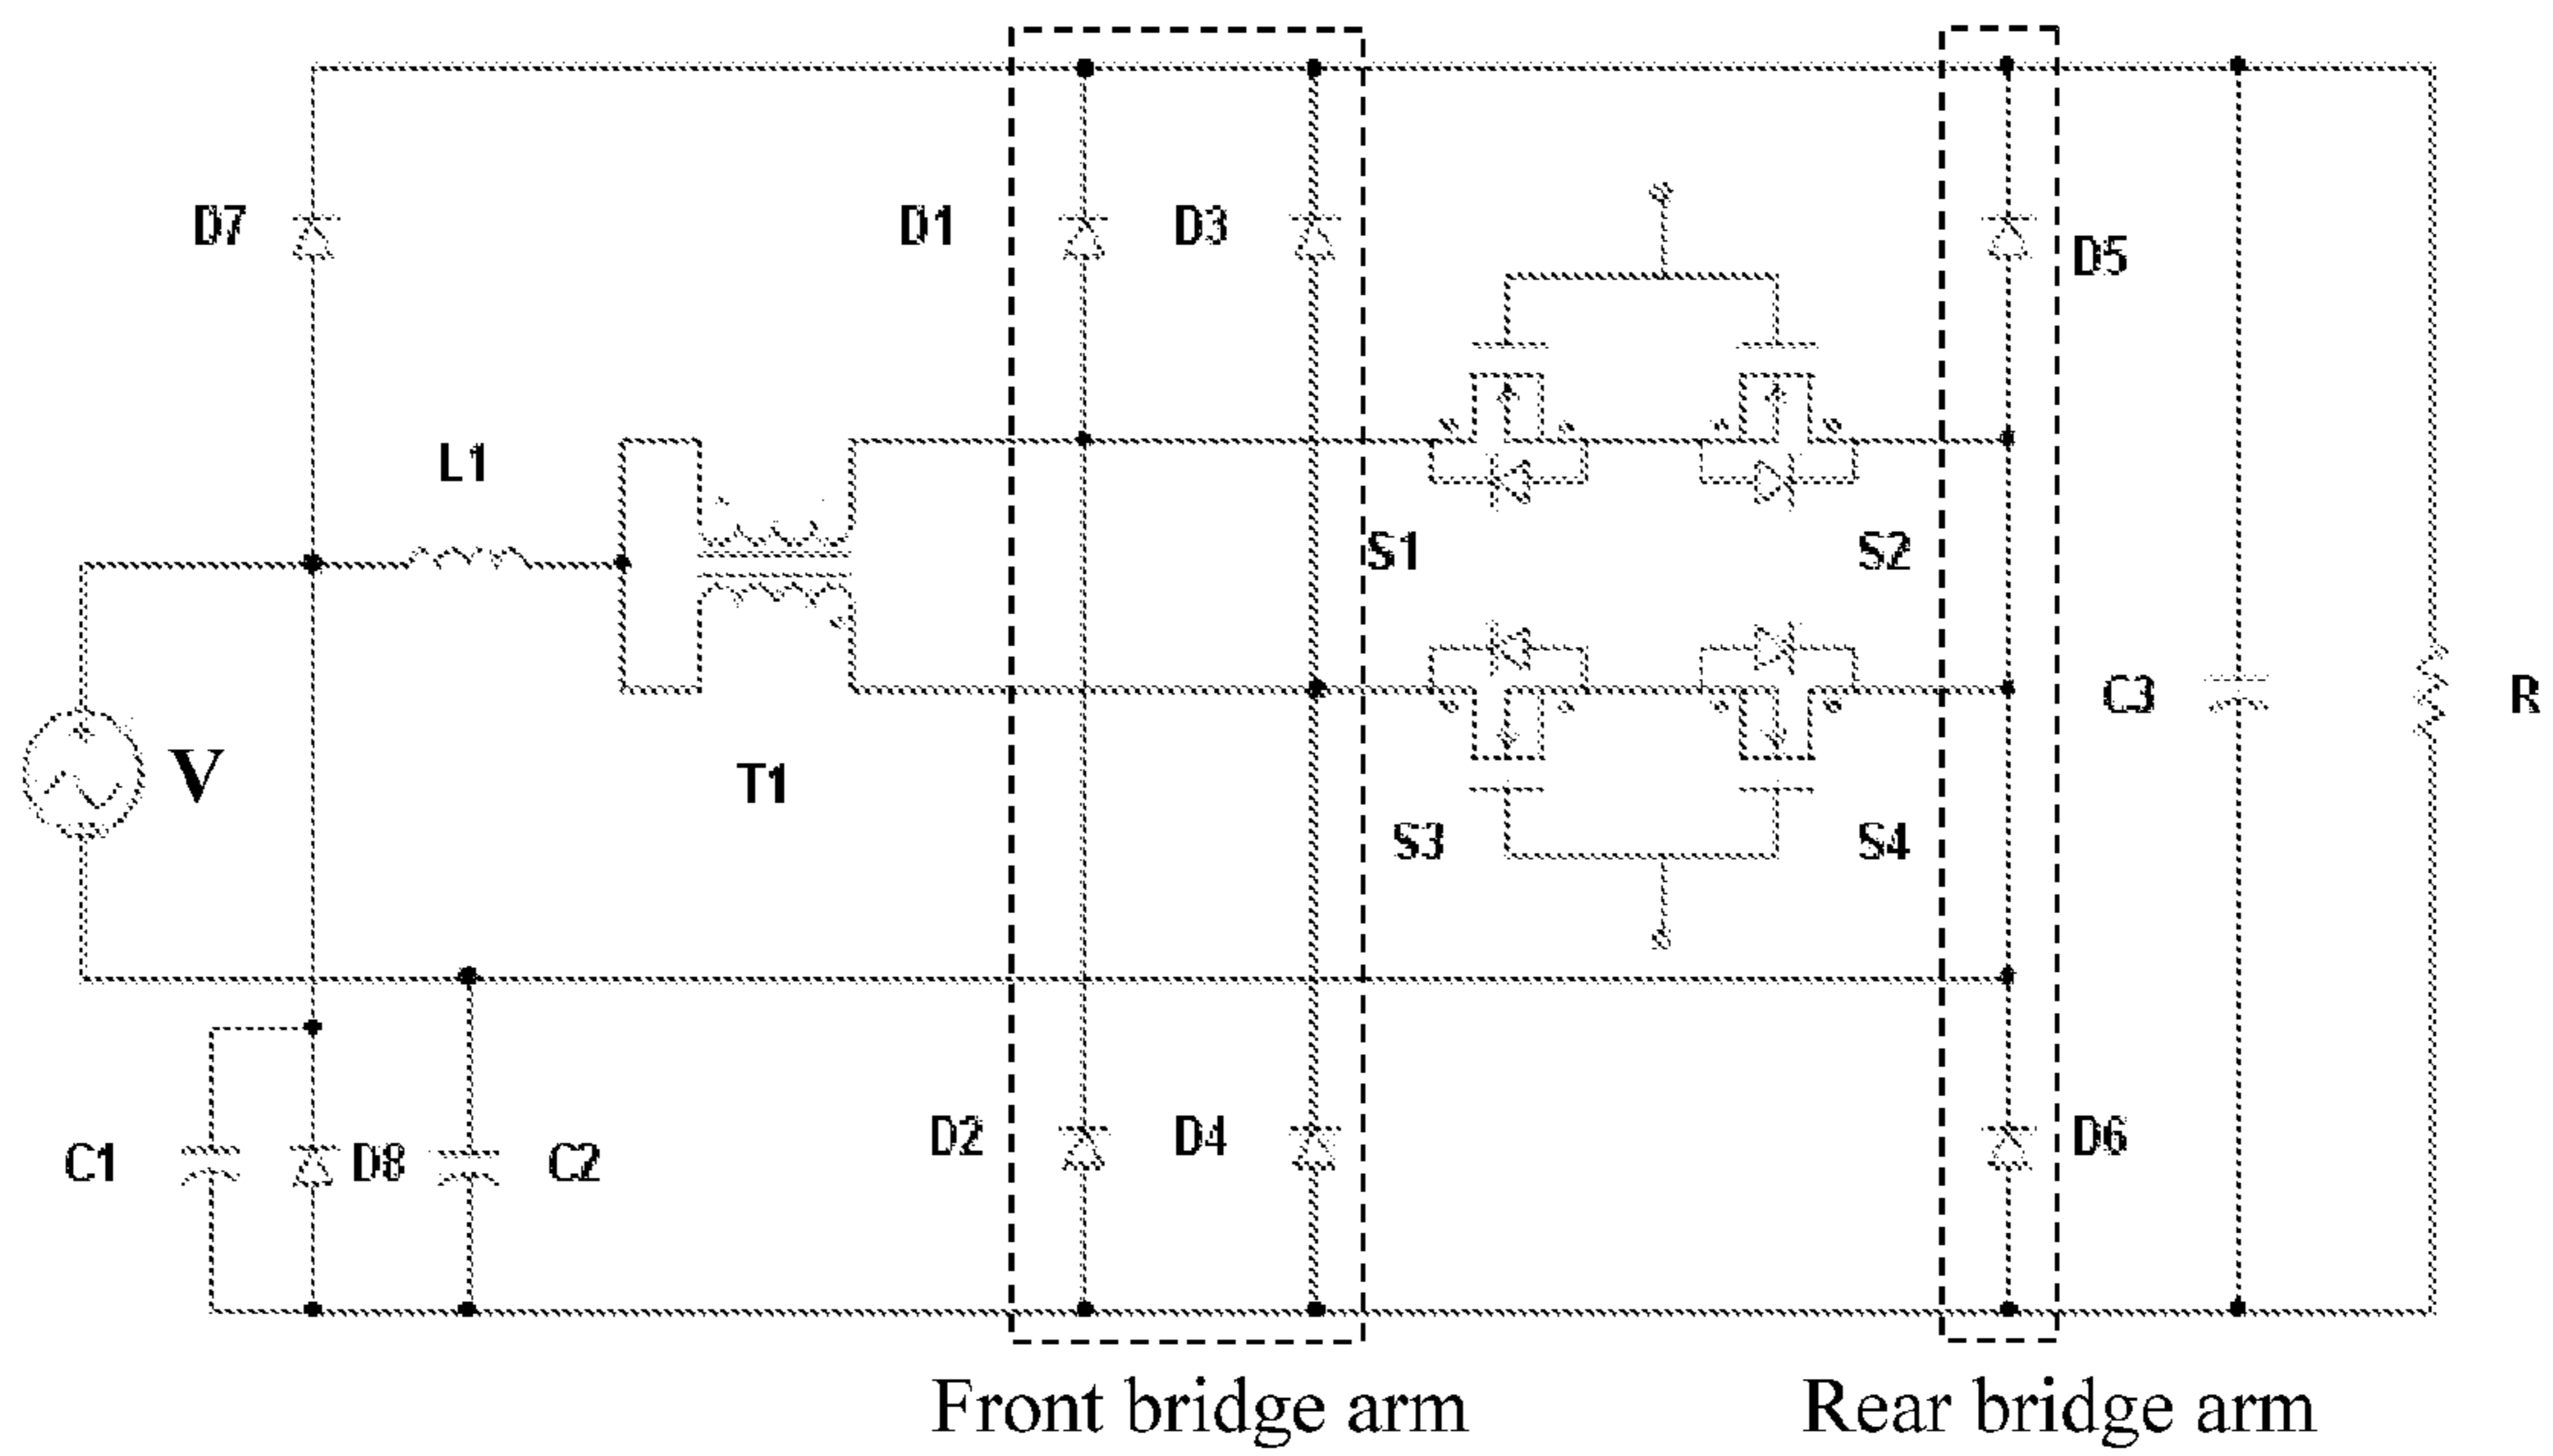 D7
D1
D3
D5
L1
S1
S2
T1
V
C3
R
S3
S4
C1
D8
C2
D2
D4
D6
Front bridge arm
Rear bridge arm